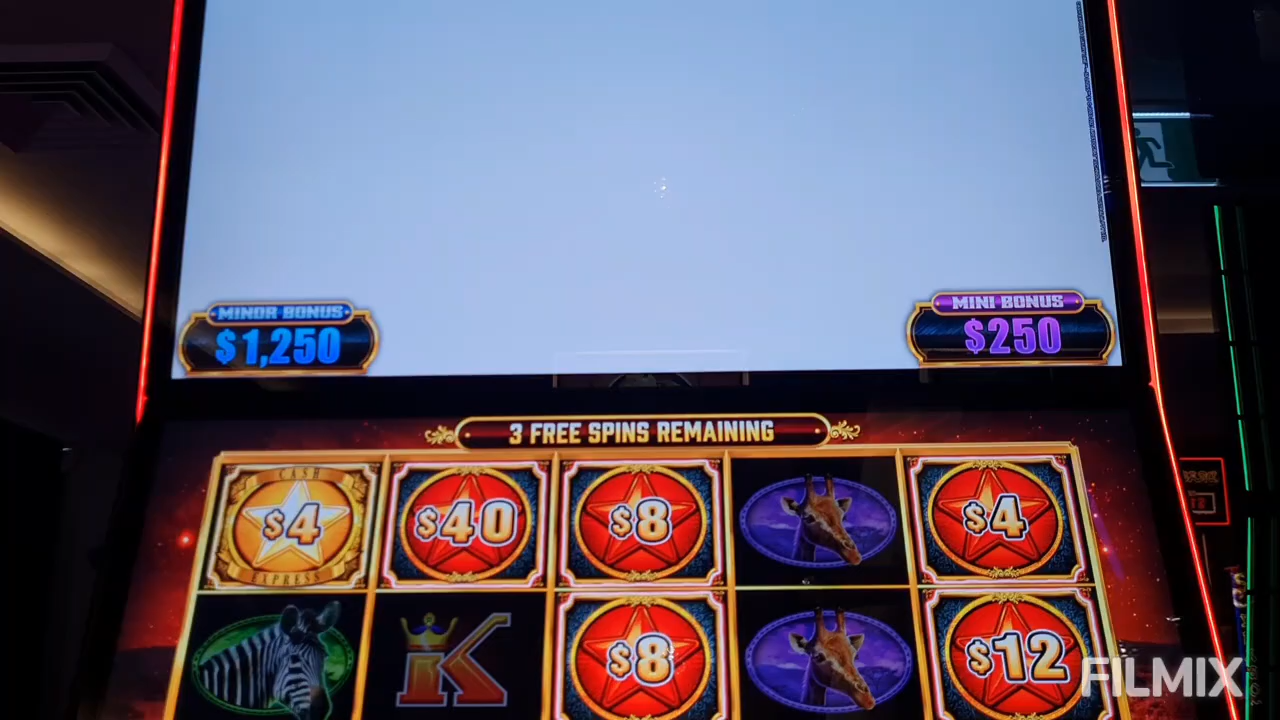 MINOR BONUS
$1,250
MINI BONUS
$250
3 FREE SPINS REMAINING
CASH
$4
EXPRESS
$40
$8
$4
K
$8
$12
FILMIX